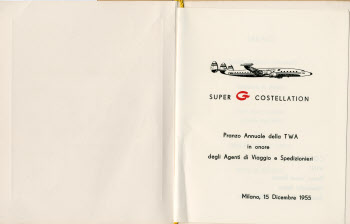 SUPER G COSTELLATION
Pranzo Annuale della TWA
in onore
degli Agenti di Viaggio e Spedizionieri
Milano, 15 Dicembre 1955